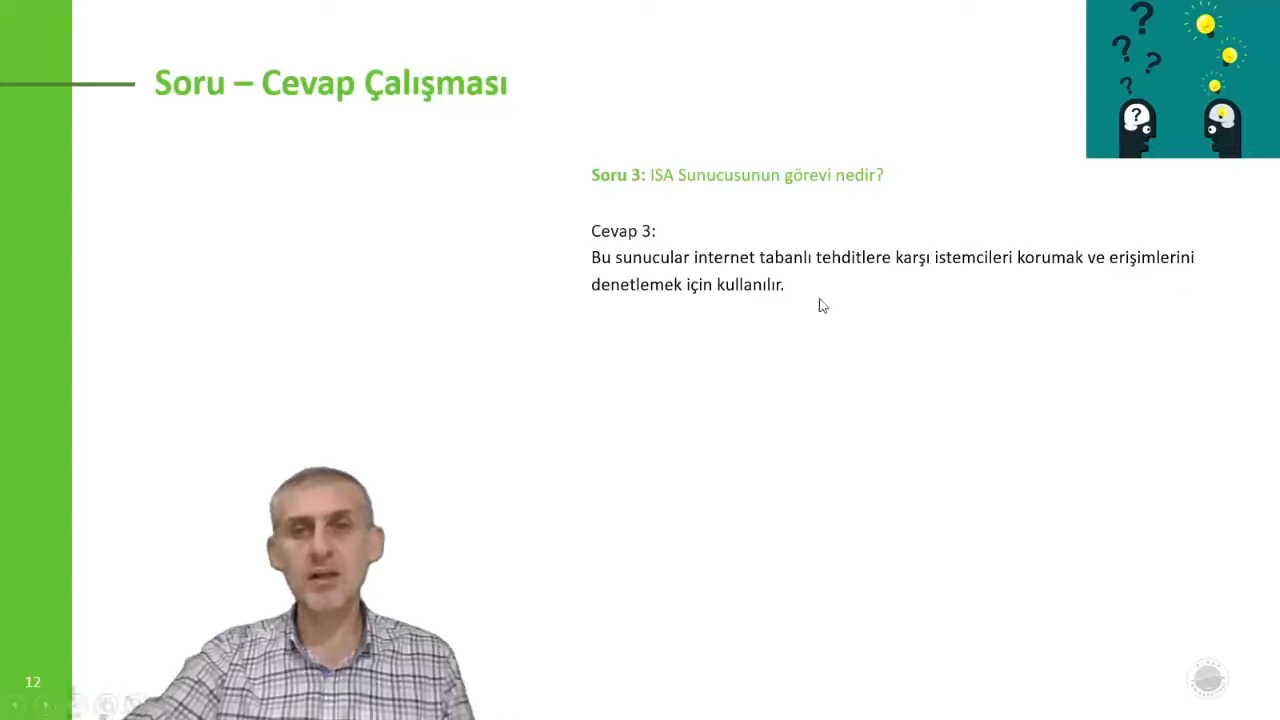 Soru – Cevap Çalışması
Soru 3: ISA Sunucusunun görevi nedir?
Cevap 3:
Bu sunucular internet tabanlı tehditlere karşı istemcileri korumak ve erişimlerini
denetlemek için kullanılır.
12